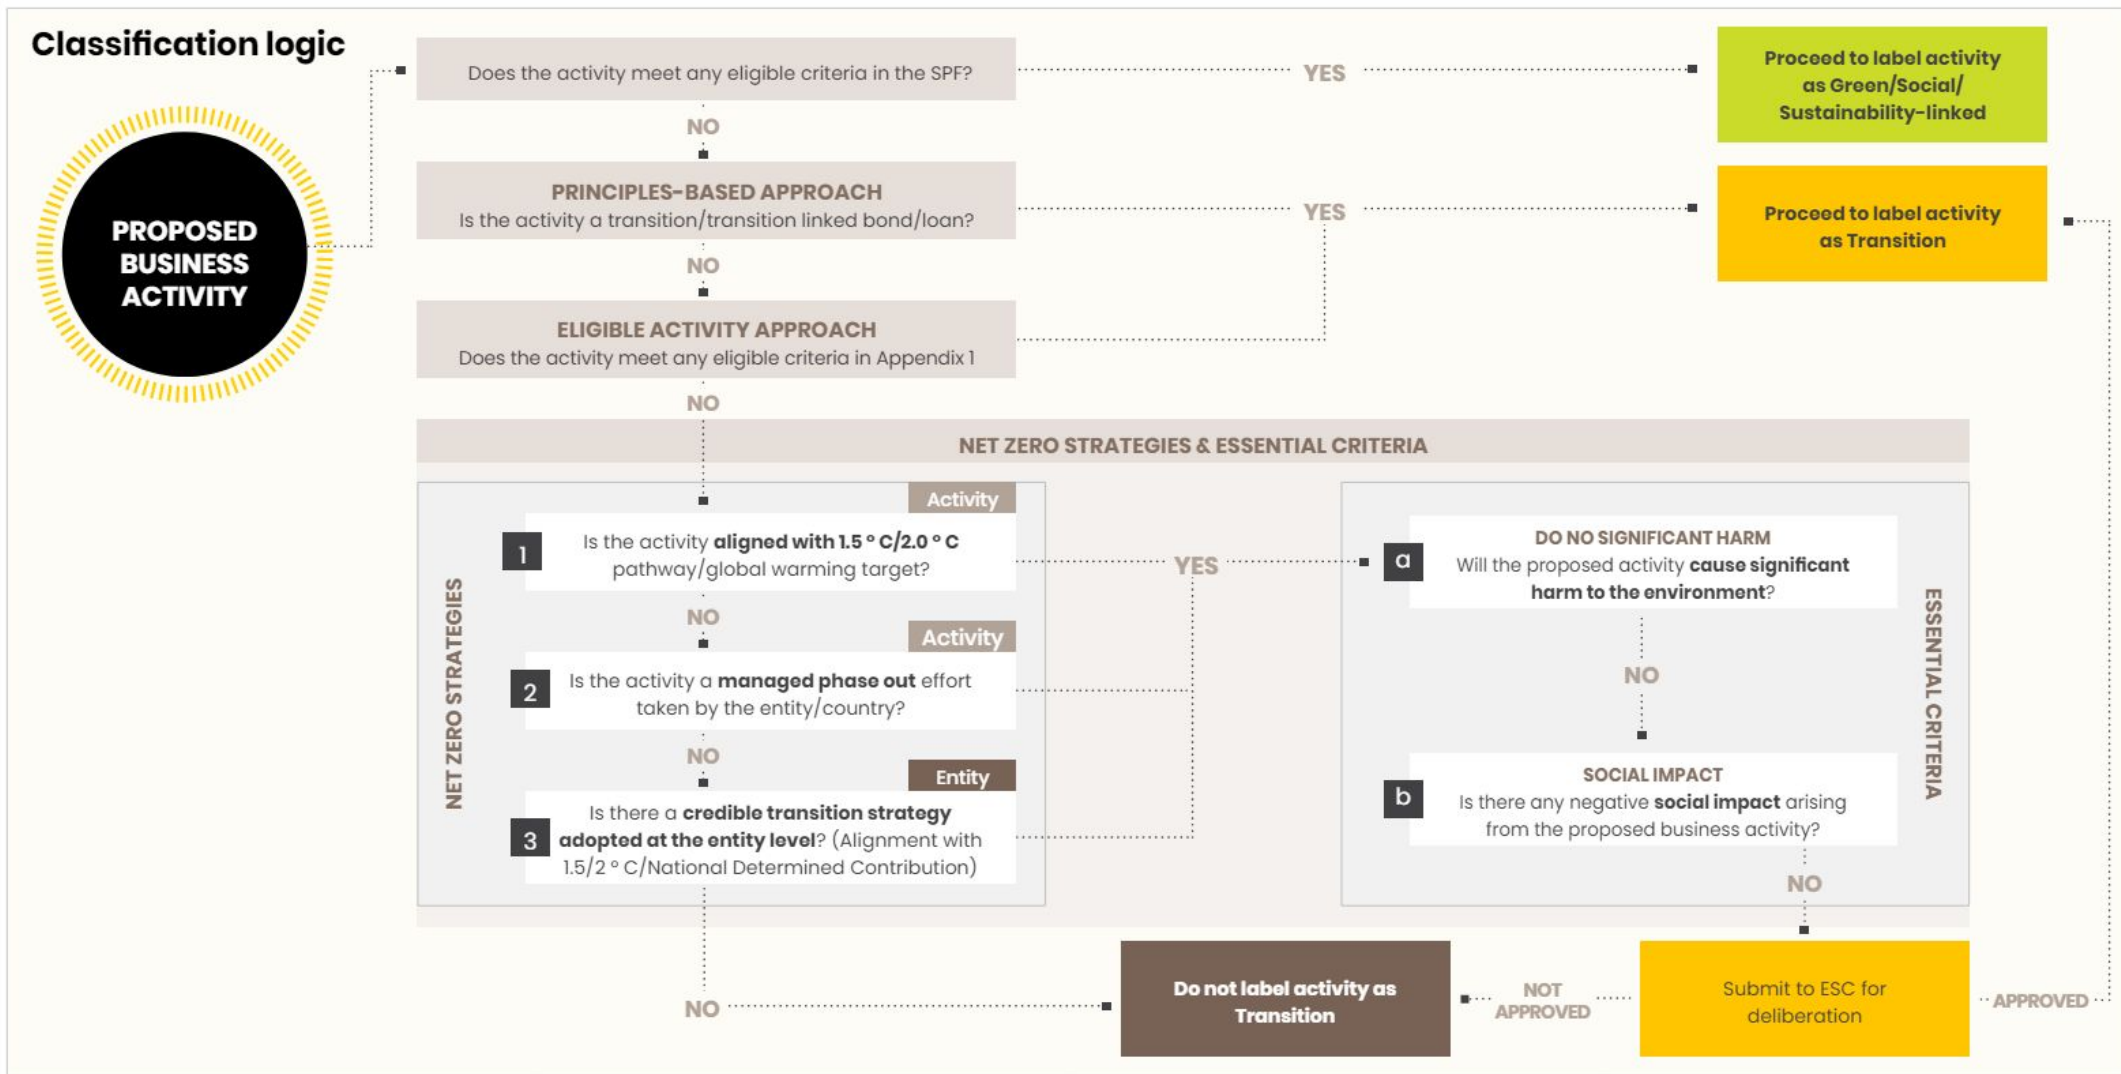 Classification logic
PROPOSED
BUSINESS
ACTIVITY
Does the activity meet any eligible criteria in the SPF?
YES
Proceed to label activity
as Green/Social/
Sustainability-linked
NO
PRINCIPLES-BASED APPROACH
Is the activity a transition/transition linked bond/loan?
YES
Proceed to label activity
as Transition
NO
ELIGIBLE ACTIVITY APPROACH
Does the activity meet any eligible criteria in Appendix 1
NO
NET ZERO STRATEGIES & ESSENTIAL CRITERIA
NET ZERO STRATEGIES
Activity
1
Is the activity aligned with 1.5 ° C/2.0 ° C
pathway/global warming target?
NO
Activity
2
Is the activity a managed phase out effort
taken by the entity/country?
NO
Entity
3
Is there a credible transition strategy
adopted at the entity level? (Alignment with
1.5/2 ° C/National Determined Contribution)
YES
a
DO NO SIGNIFICANT HARM
Will the proposed activity cause significant
harm to the environment?
NO
b
SOCIAL IMPACT
Is there any negative social impact arising
from the proposed business activity?
ESSENTIAL CRITERIA
NO
NO
Do not label activity as
Transition
NOT
APPROVED
Submit to ESC for
deliberation
APPROVED